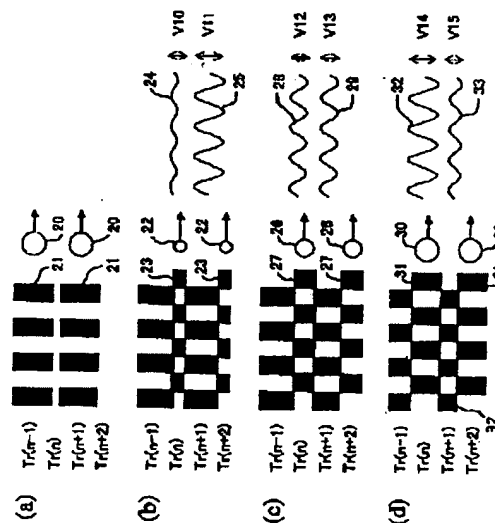 (a)
Tr(n-1)
Tr(n)
Tr(n+1)
Tr(n+2)
21
21
20
20
(b)
Tr(n-1)
Tr(n)
Tr(n+1)
Tr(n+2)
23
23
22
22
24
25
V10
V11
(c)
Tr(n-1)
Tr(n)
Tr(n+1)
Tr(n+2)
27
27
26
26
28
29
V12
V13
(d)
Tr(n-1)
Tr(n)
Tr(n+1)
Tr(n+2)
31
30
32
33
V14
V15
32